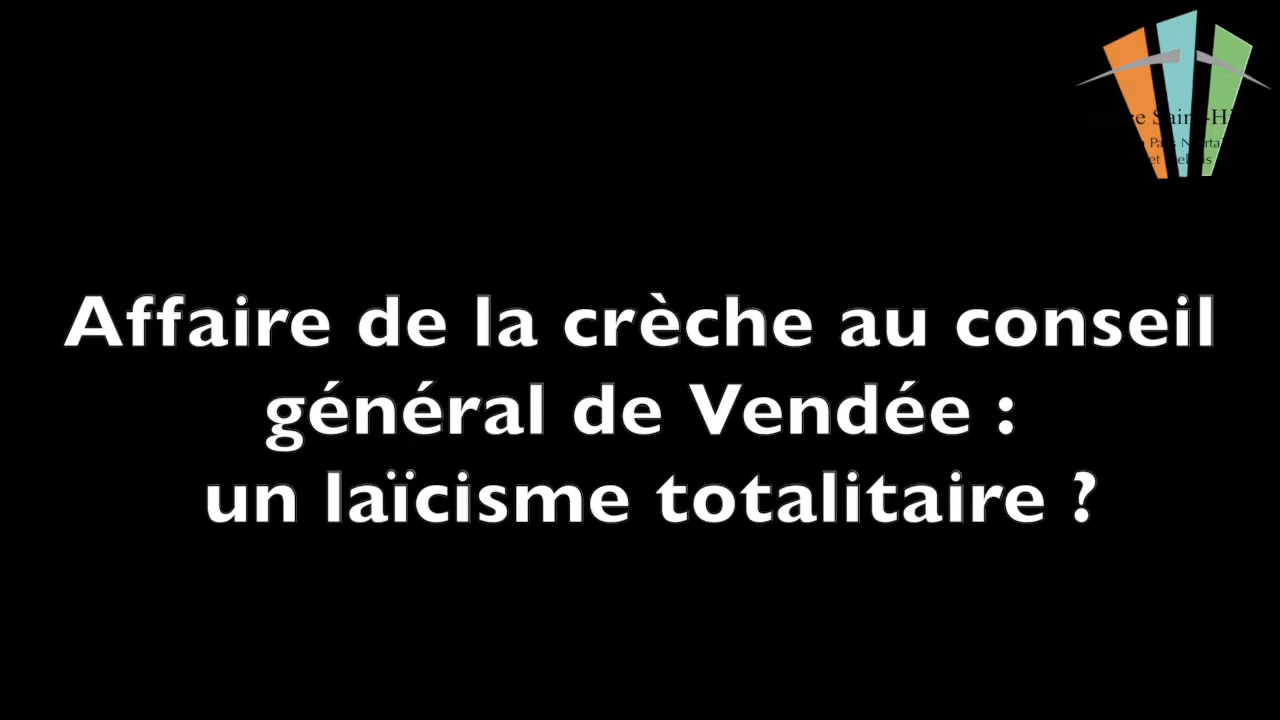 Affaire de la crèche au conseil
général de Vendée :
un laïcisme totalitaire ?